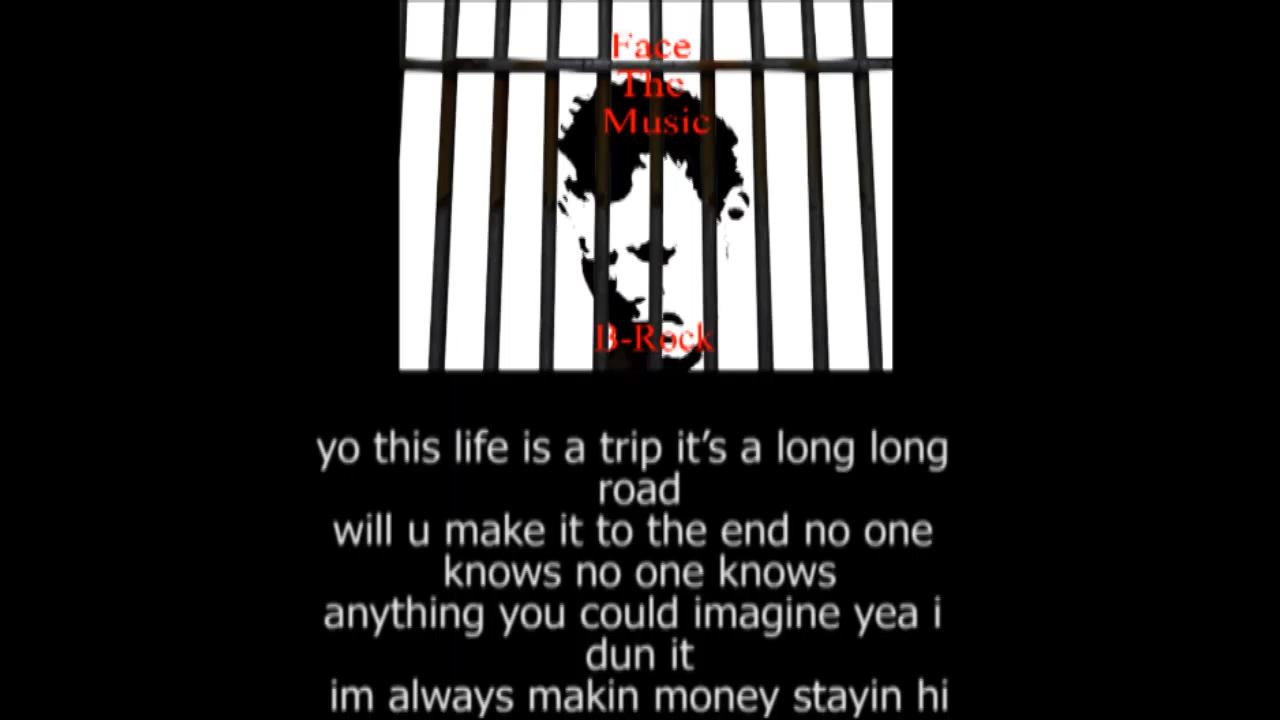 Face
The
Music
B-Rock
yo this life is a trip it’s a long long
road
will u make it to the end no one
knows no one knows
anything you could imagine yea i
dun it
im always makin money stayin hi